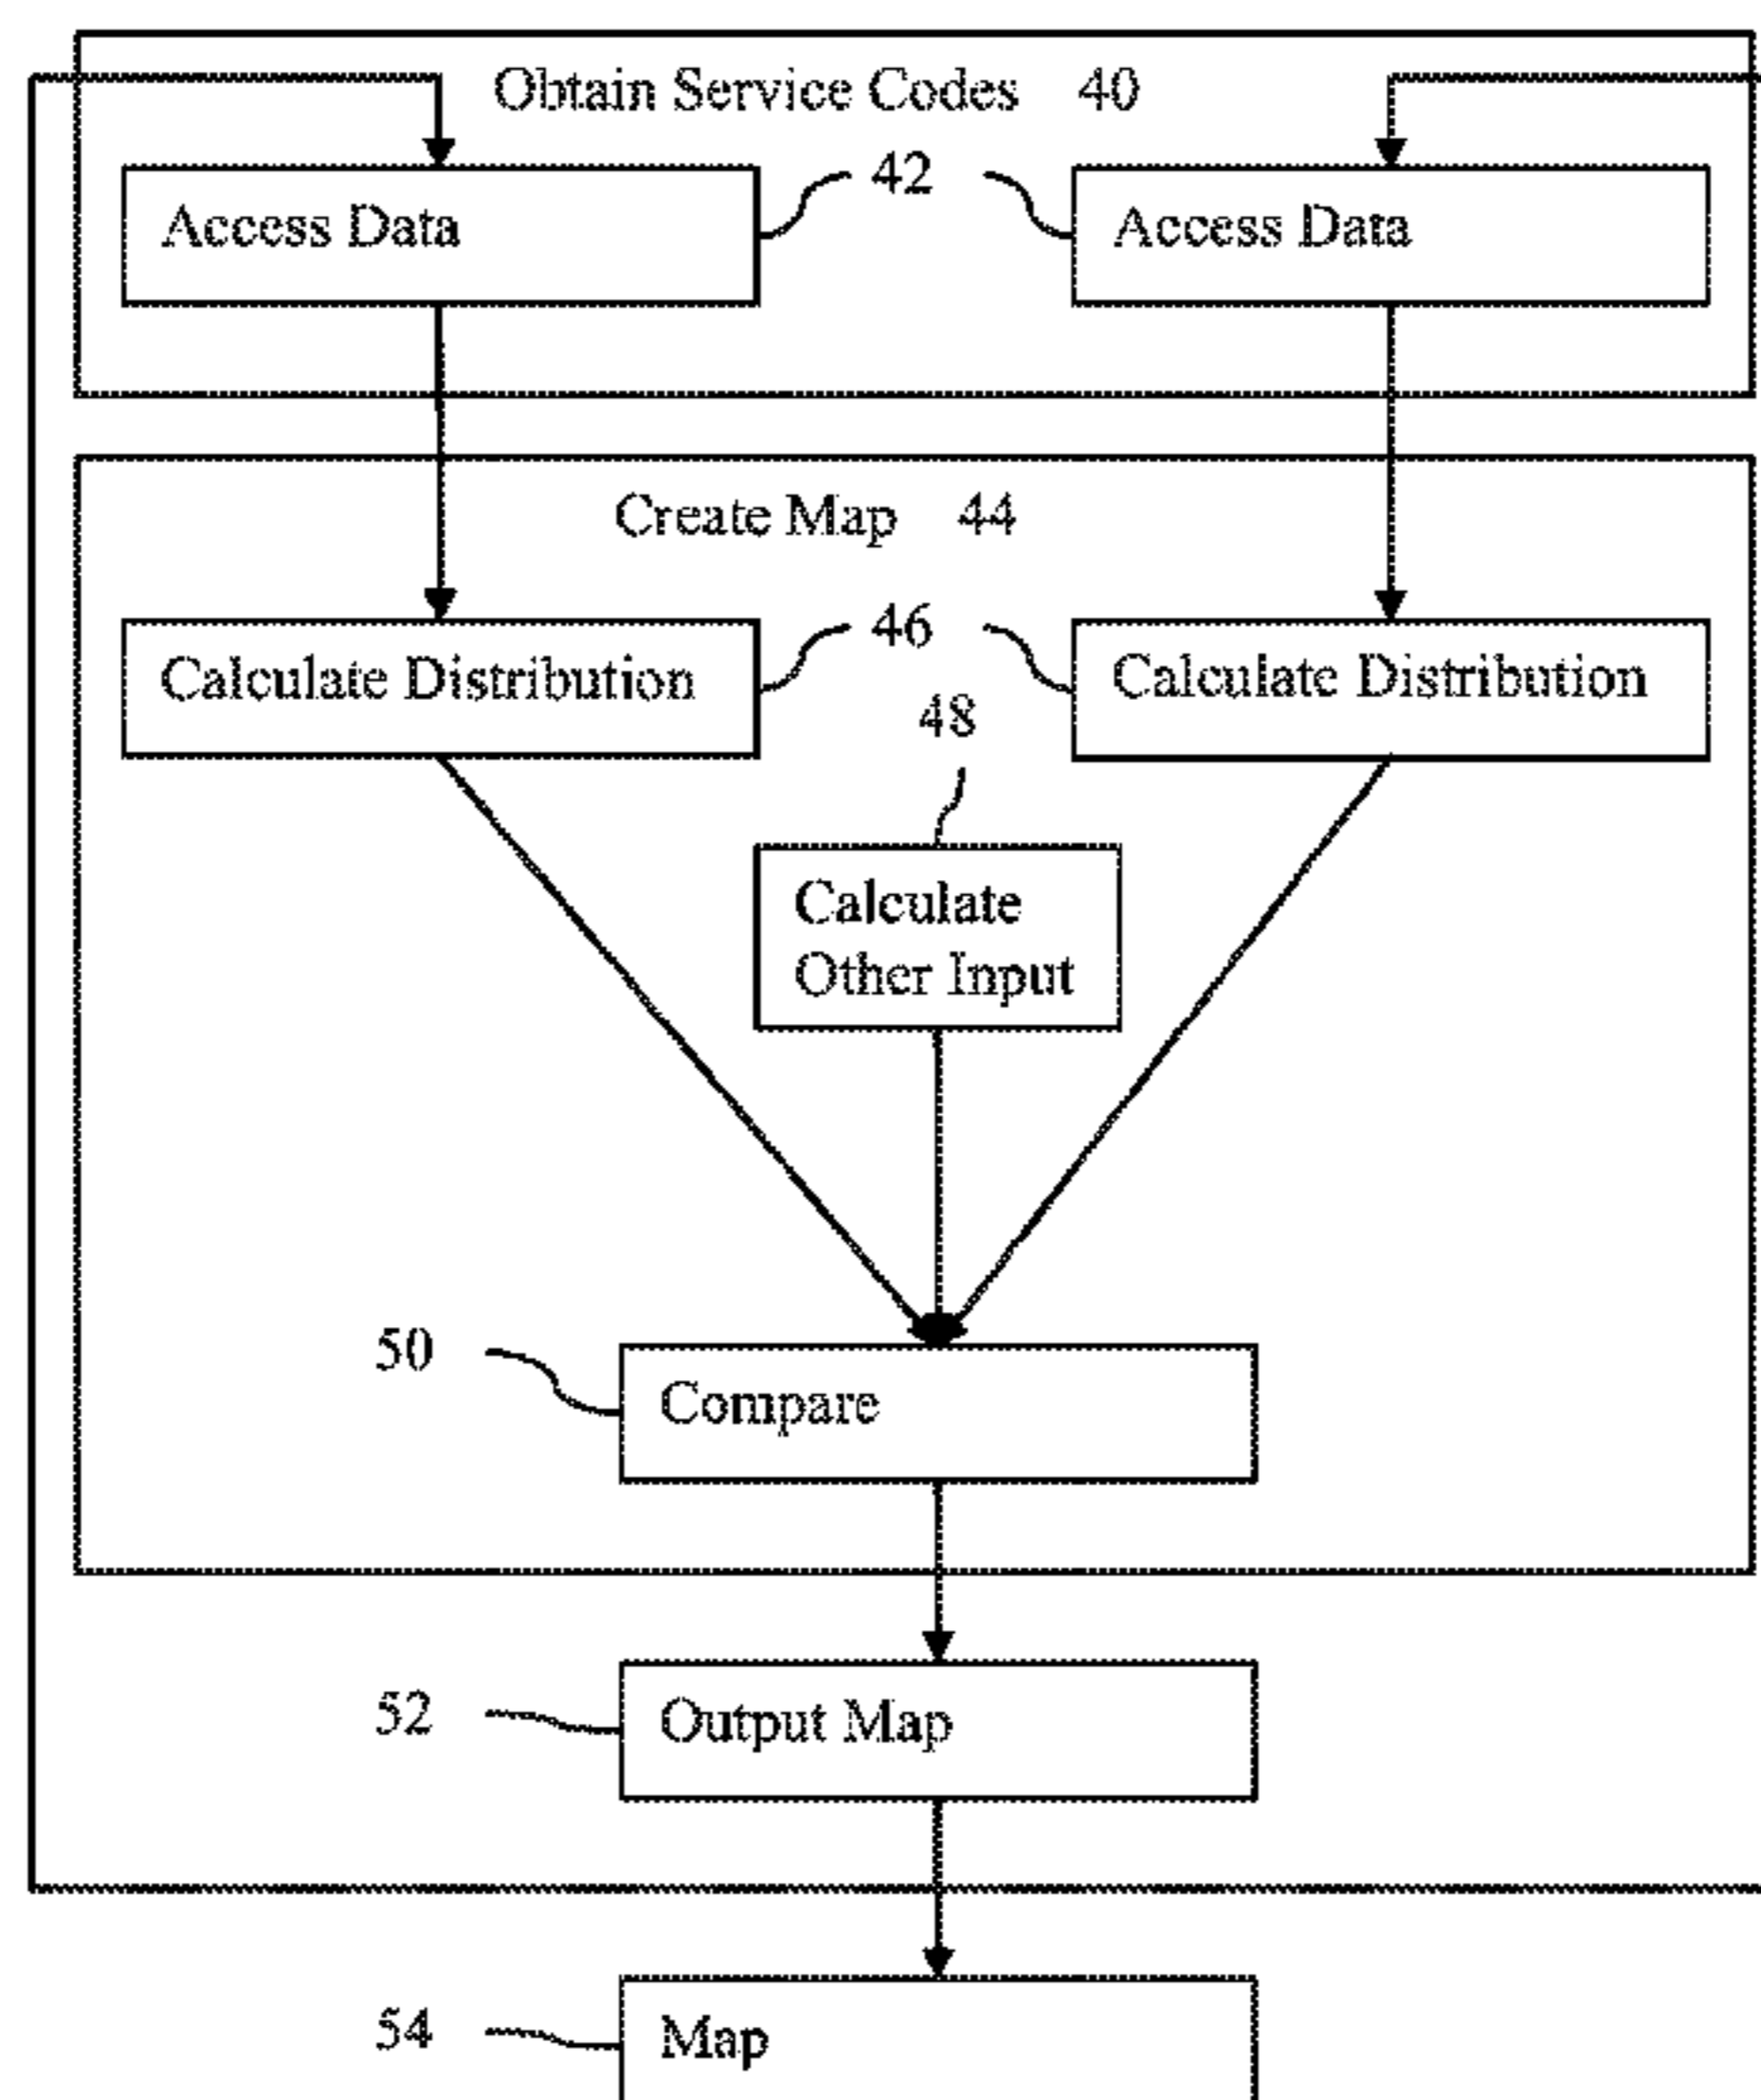 Obtain Service Codes 40
42
Access Data
Access Data
Create Map 44
46
Calculate Distribution
Calculate Distribution
48
Calculate
Other Input
50
Compare
52
Output Map
54
Map